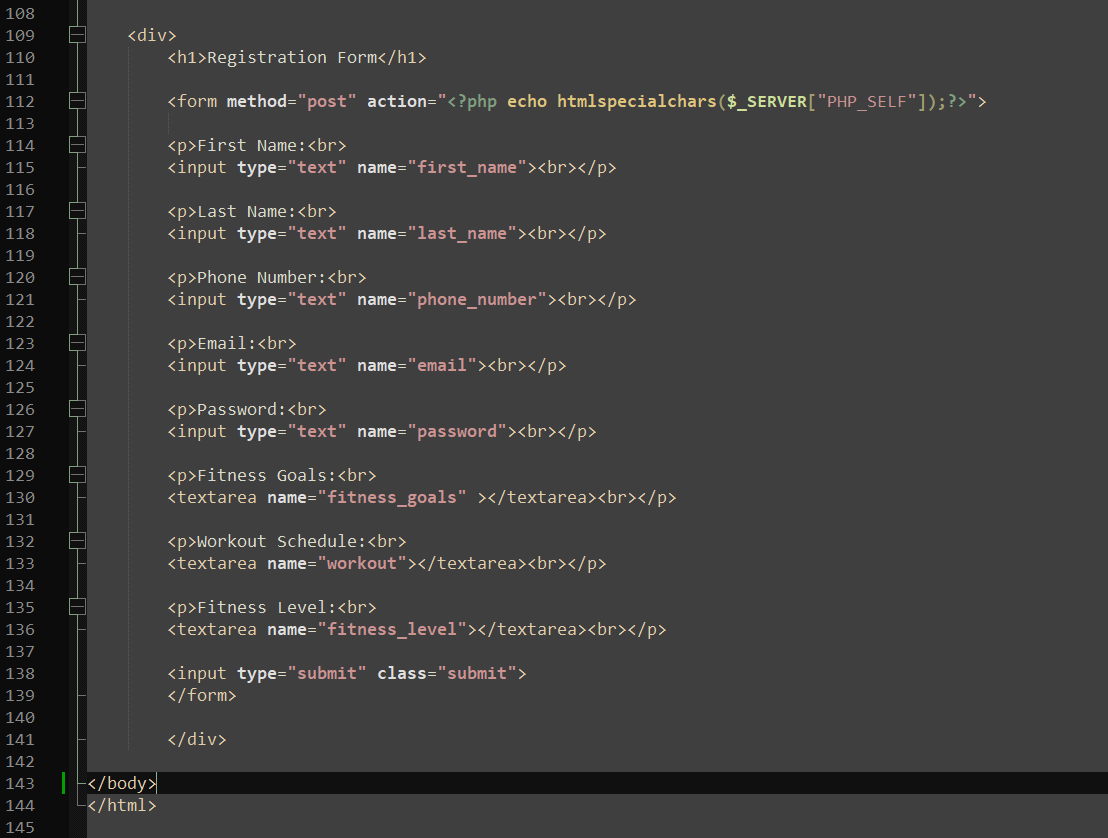 108
109 <div>
110 <h1>Registration Form</h1>
111
112 <form method="post" action="<?php echo htmlspecialchars($_SERVER["PHP_SELF"]);?>">
113
114 <p>First Name:<br>
115 <input type="text" name="first_name"><br></p>
116
117 <p>Last Name:<br>
118 <input type="text" name="last_name"><br></p>
119
120 <p>Phone Number:<br>
121 <input type="text" name="phone_number"><br></p>
122
123 <p>Email:<br>
124 <input type="text" name="email"><br></p>
125
126 <p>Password:<br>
127 <input type="text" name="password"><br></p>
128
129 <p>Fitness Goals:<br>
130 <textarea name="fitness_goals" ></textarea><br></p>
131
132 <p>Workout Schedule:<br>
133 <textarea name="workout"></textarea><br></p>
134
135 <p>Fitness Level:<br>
136 <textarea name="fitness_level"></textarea><br></p>
137
138 <input type="submit" class="submit">
139 </form>
140
141 </div>
142
143 </body>
144 </html>
145